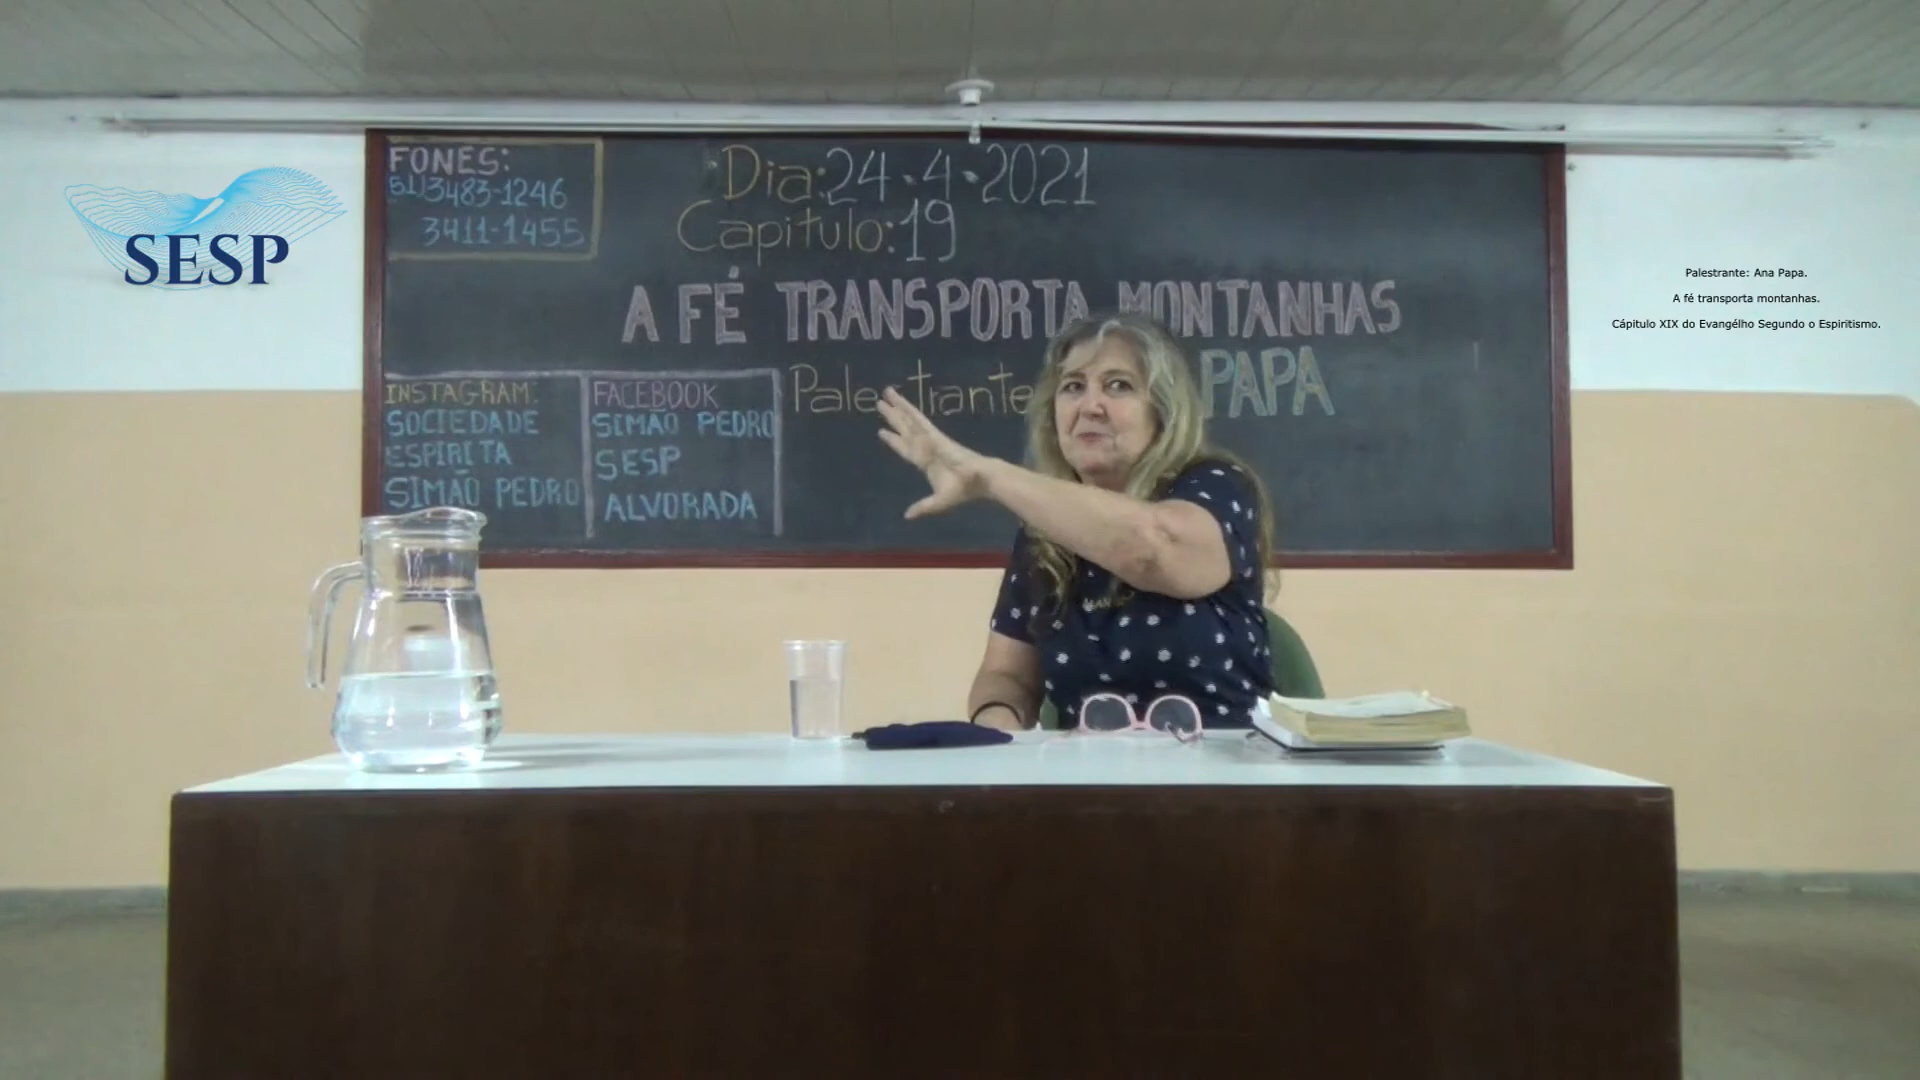 FONES:
(51)3483-1246
3411-1455
Dia:24.4.2021
Capitulo:19
A FÉ TRANSPORTA MONTANHAS
Palestrante
PAPA
INSTAGRAM:
SOCIEDADE
ESPIRITA
SIMÃO PEDRO
FACEBOOK
SIMÃO PEDRO
SESP
ALVORADA
SESP
Palestrante: Ana Papa.
A fé transporta montanhas.
Cápitulo XIX do Evangélho Segundo o Espiritismo.